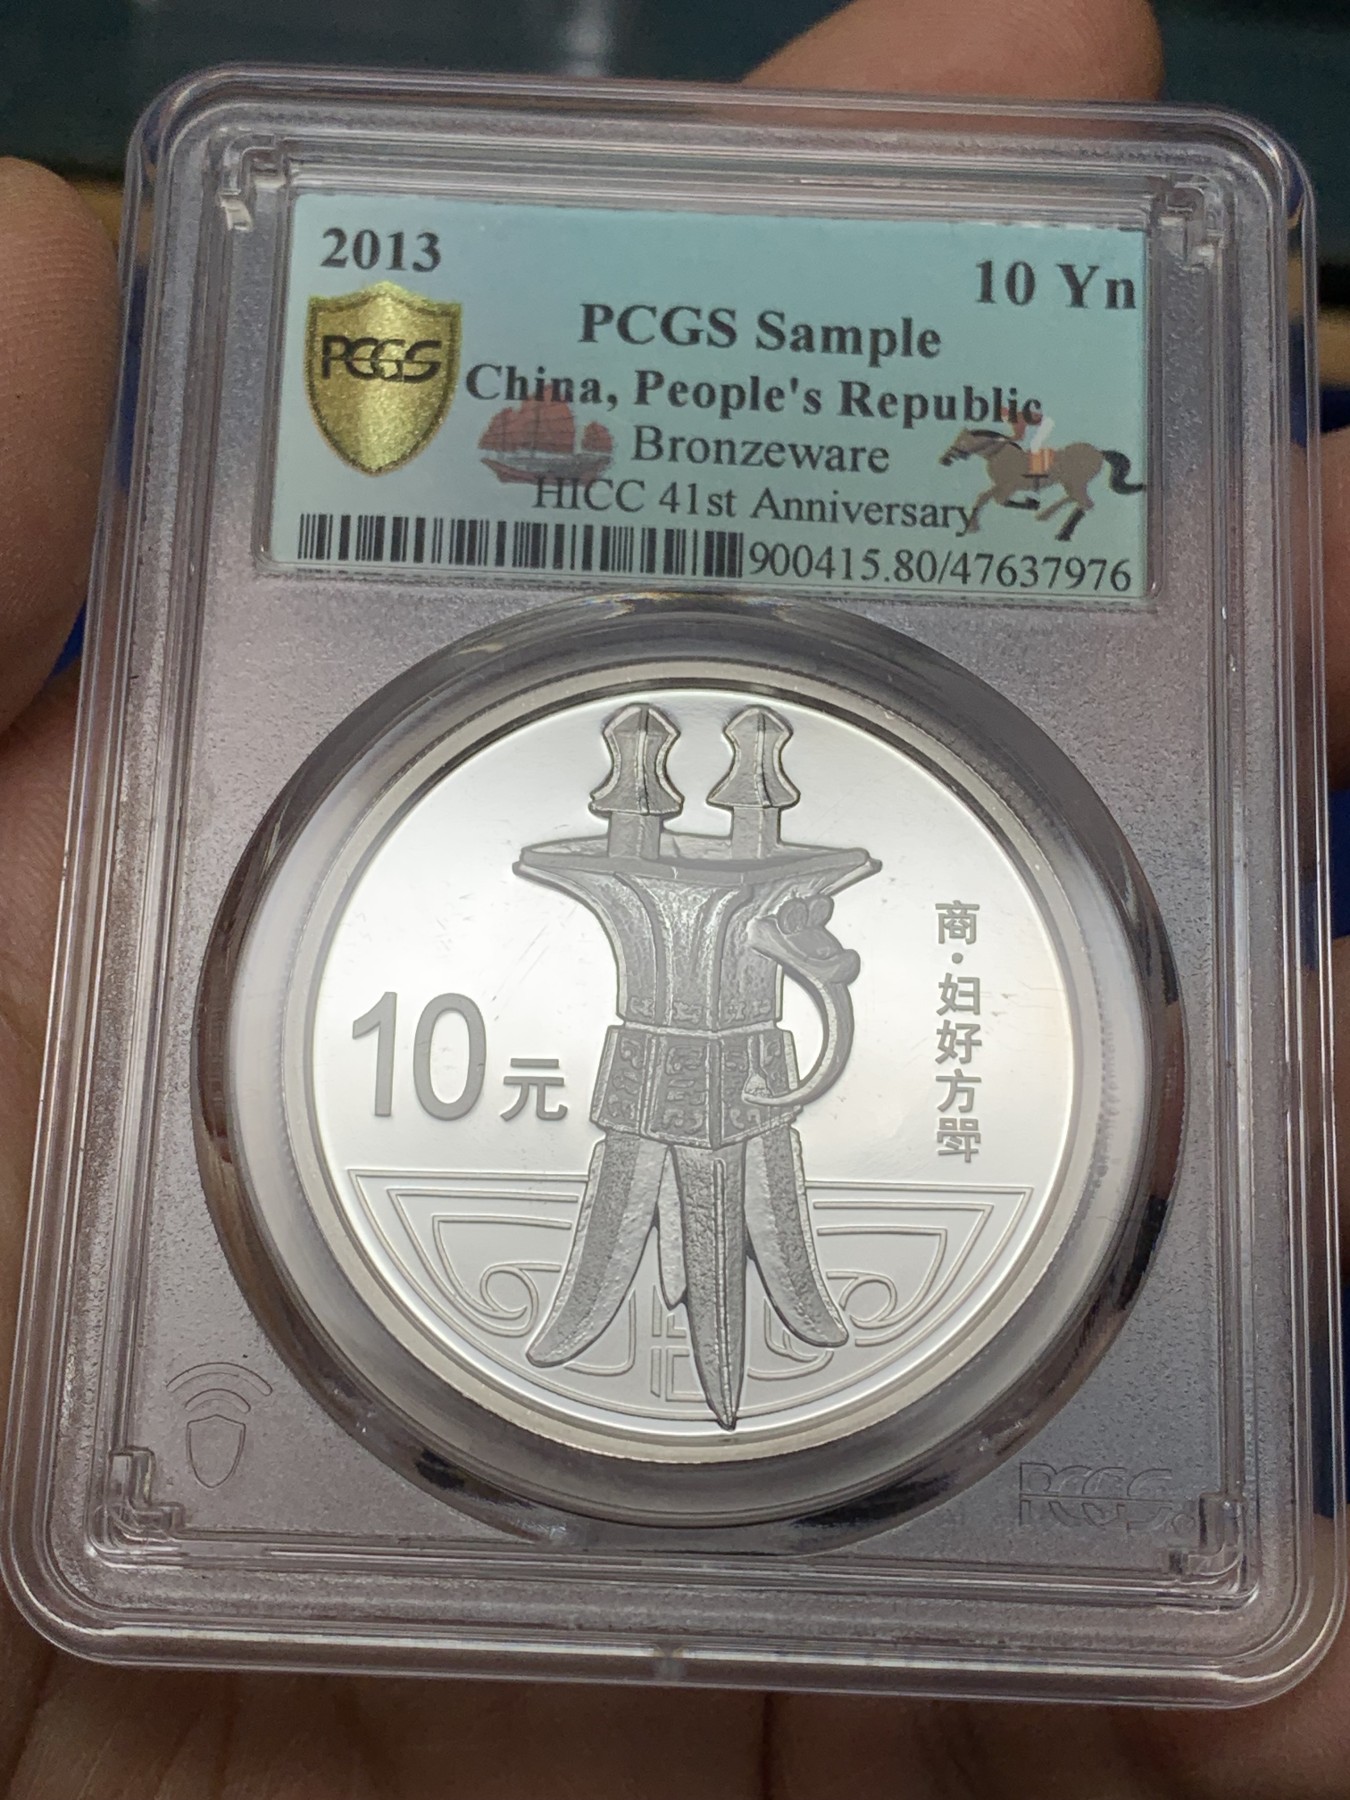 2013
10 Yn
PCGS Sample
PCGS
China, People's Republic
Bronzeware
HICC 41st Anniversary
900415.80/47637976
10元
商·妇好方斝
PCGS